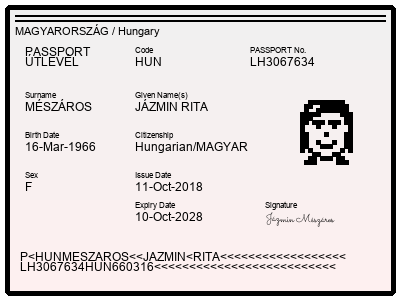 MAGYARORSZÁG / Hungary
PASSPORT
ÚTLEVÉL
Code
HUN
PASSPORT No.
LH3067634
Surname
MÉSZÁROS
Given Name(s)
JÁZMIN RITA
Birth Date
16-Mar-1966
Citizenship
Hungarian/MAGYAR
Sex
F
Issue Date
11-Oct-2018
Expiry Date
10-Oct-2028
Signature
Jázmin Mészáros
P<HUNMESZAROS<<JAZMIN<RITA<<<<<<<<<<<<<<<<<<
LH3067634HUN660316<<<<<<<<<<<<<<<<<<<<<<<<<<